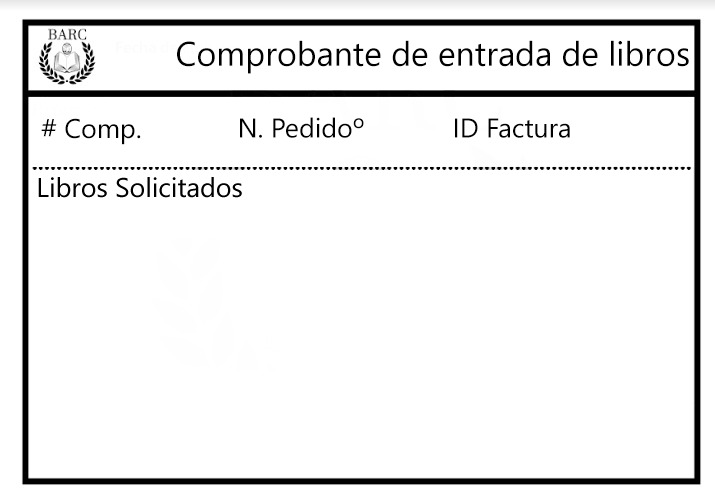 BARC
Comprobante de entrada de libros
# Comp. N. Pedidoº ID Factura
Libros Solicitados